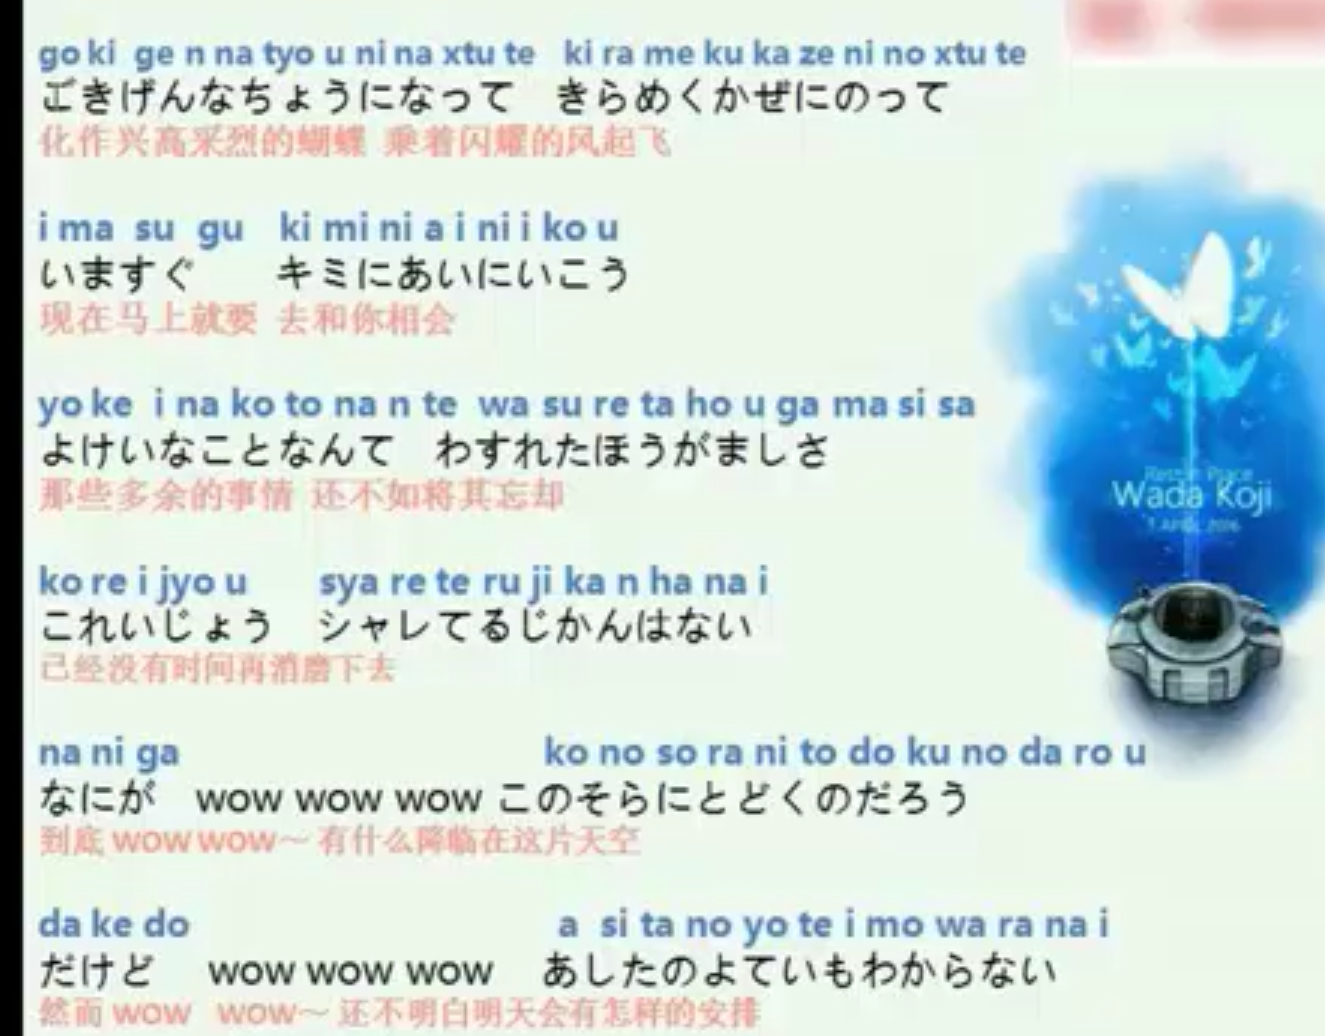 go ki ge n na tyo u ni na xtu te ki ra me ku ka ze ni no xtu te
ごきげんなちょうになって きらめくかぜにのって
化作兴高采烈的蝴蝶 乘着闪耀的风起飞
i ma su gu ki mi ni a i ni i ko u
いますぐ キミにあいにいこう
现在马上就要 去和你相会
yo ke i na ko to na n te wa su re ta ho u ga ma si sa
よけいなことなんて わすれたほうがましさ
那些多余的事情 还不如将其忘却
ko re i jyo u sya re te ru ji ka n ha na i
これいじょう シャレてるじかんはない
已经没有时间再消磨下去
na ni ga ko no so ra ni to do ku no da ro u
なにが wow wow wow このそらにとどくのだろう
到底 wow wow～ 有什么降临在这片天空
da ke do a si ta no yo te i mo wa ra na i
だけど wow wow wow あしたのよていもわからない
然而 wow wow～ 还不明白明天会有怎样的安排
Rest in Peace
Wada Koji